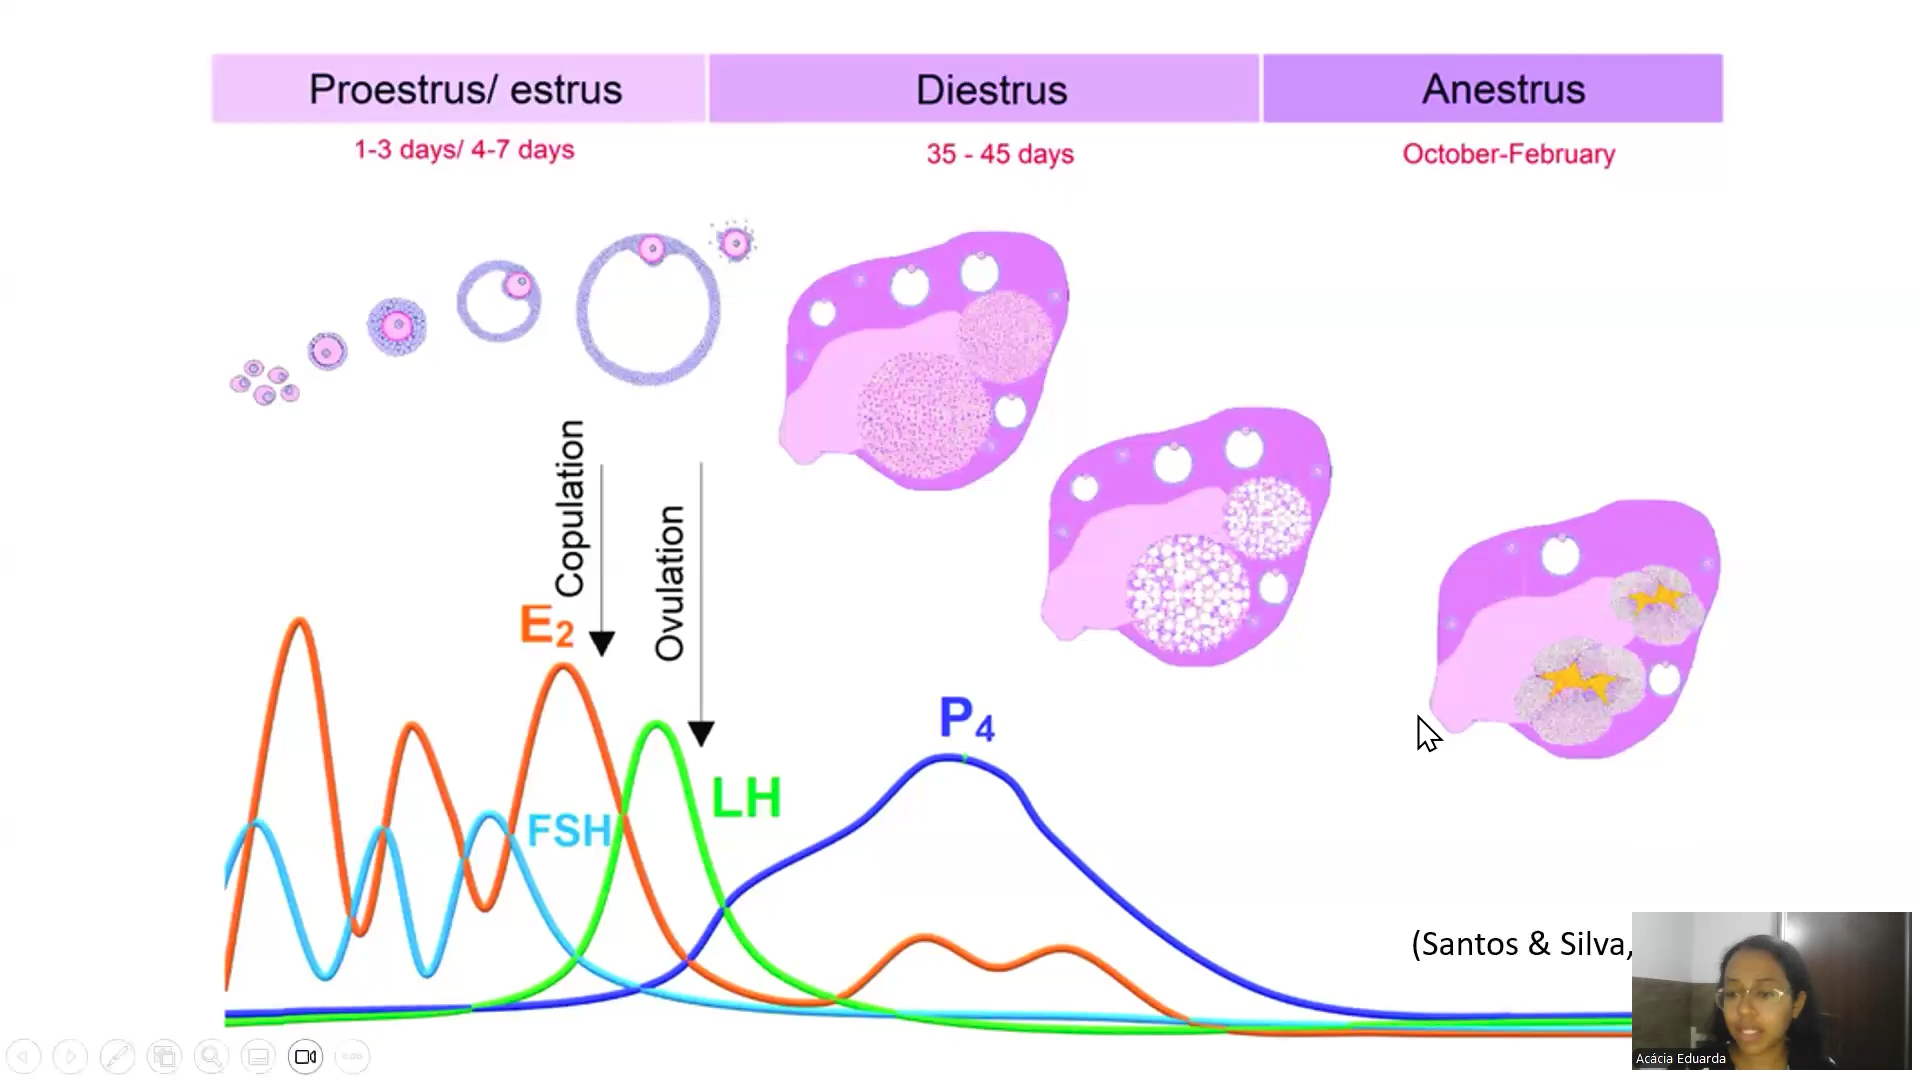 Proestrus/ estrus
Diestrus
Anestrus
1-3 days/ 4-7 days
35 - 45 days
October-February
Copulation
Ovulation
E2
P4
LH
FSH
(Santos & Silva,
Acácia Eduarda